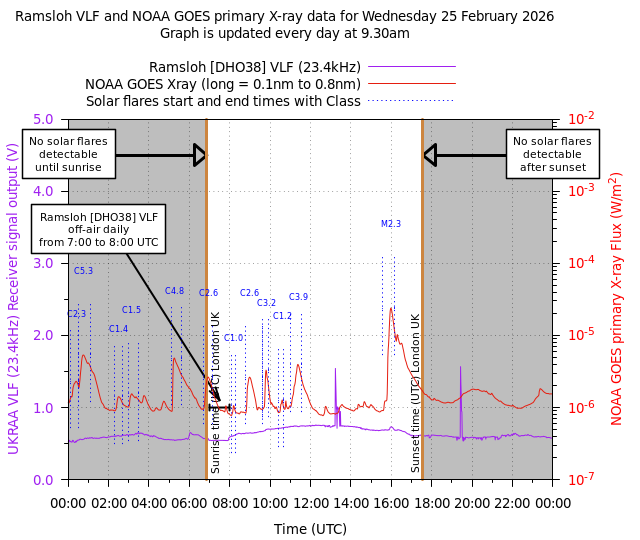 Ramsloh VLF and NOAA GOES primary X-ray data for Wednesday 25 February 2026
Graph is updated every day at 9.30am
Ramsloh [DHO38] VLF (23.4kHz)
NOAA GOES Xray (long = 0.1nm to 0.8nm)
Solar flares start and end times with Class
5.0
4.0
3.0
2.0
1.0
0.0
UKRAA VLF (23.4kHz) Receiver signal output (V)
10^-2
10^-3
10^-4
10^-5
10^-6
10^-7
NOAA GOES primary X-ray Flux (W/m²)
No solar flares
detectable
until sunrise
No solar flares
detectable
after sunset
Ramsloh [DHO38] VLF
off-air daily
from 7:00 to 8:00 UTC
M2.3
C5.3
C4.8
C2.6
C2.6
C3.9
C3.2
C2.3
C1.5
C1.2
C1.4
C1.0
Sunrise time (UTC) London UK
Sunset time (UTC) London UK
00:00 02:00 04:00 06:00 08:00 10:00 12:00 14:00 16:00 18:00 20:00 22:00 00:00
Time (UTC)